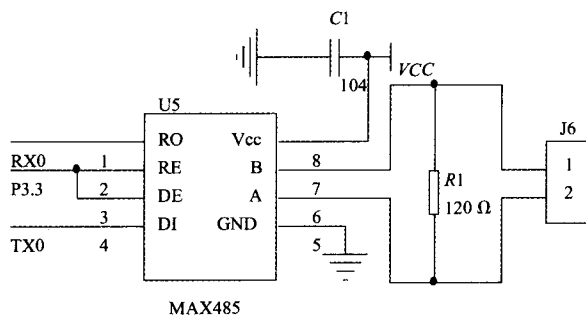 C1
104
VCC
U5
J6
RO
Vcc
RX0
1
RE
B
8
1
P3.3
2
DE
A
7
2
R1
120 Ω
3
DI
GND
6
TX0
4
5
MAX485